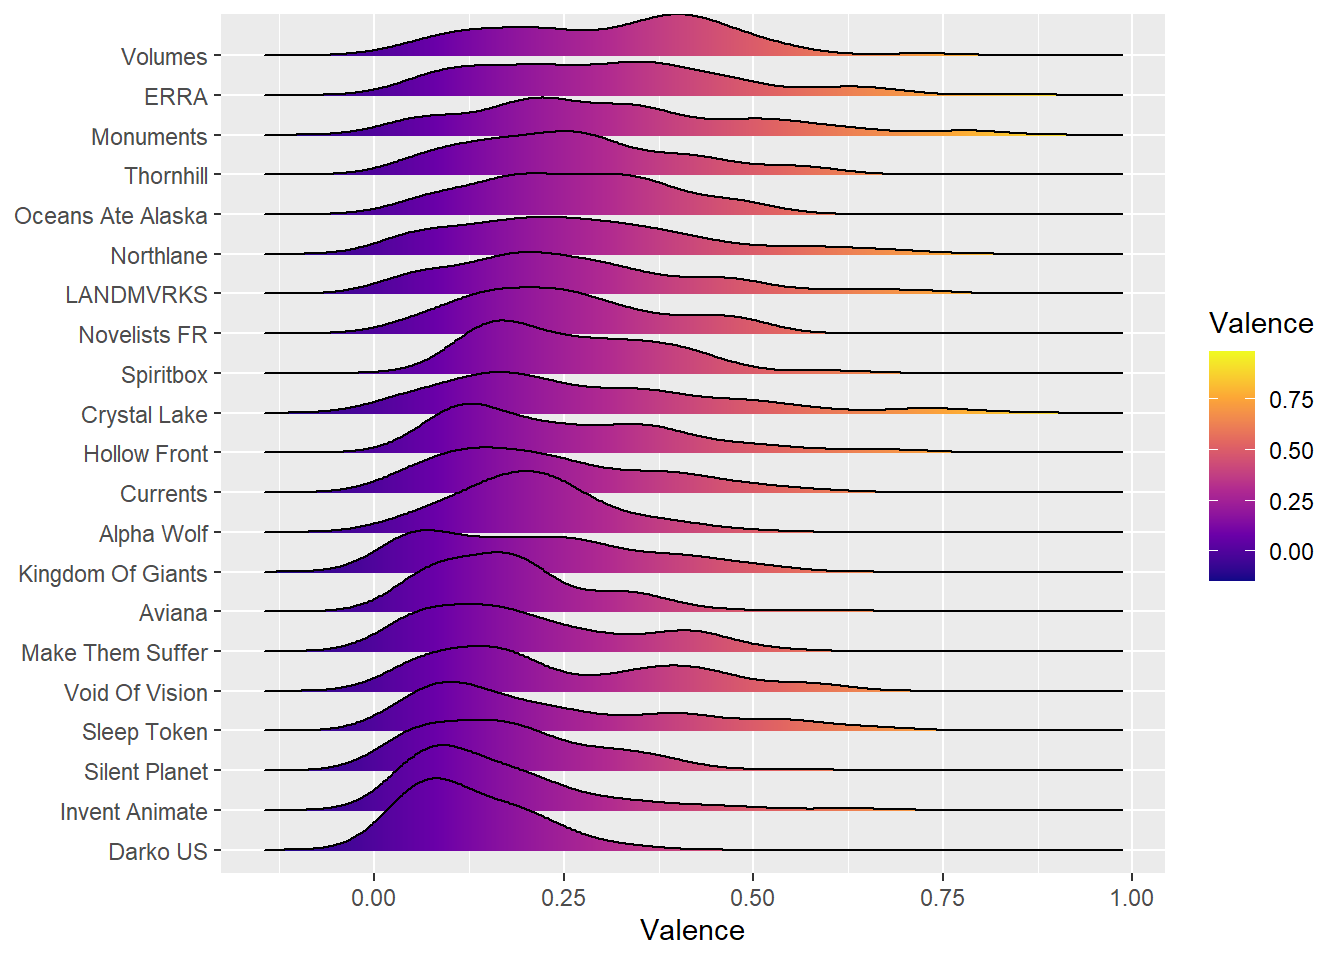 Volumes
ERRA
Monuments
Thornhill
Oceans Ate Alaska
Northlane
LANDMVRKS
Novelists FR
Spiritbox
Crystal Lake
Hollow Front
Currents
Alpha Wolf
Kingdom Of Giants
Aviana
Make Them Suffer
Void Of Vision
Sleep Token
Silent Planet
Invent Animate
Darko US
0.00 0.25 0.50 0.75 1.00
Valence
Valence
0.75
0.50
0.25
0.00